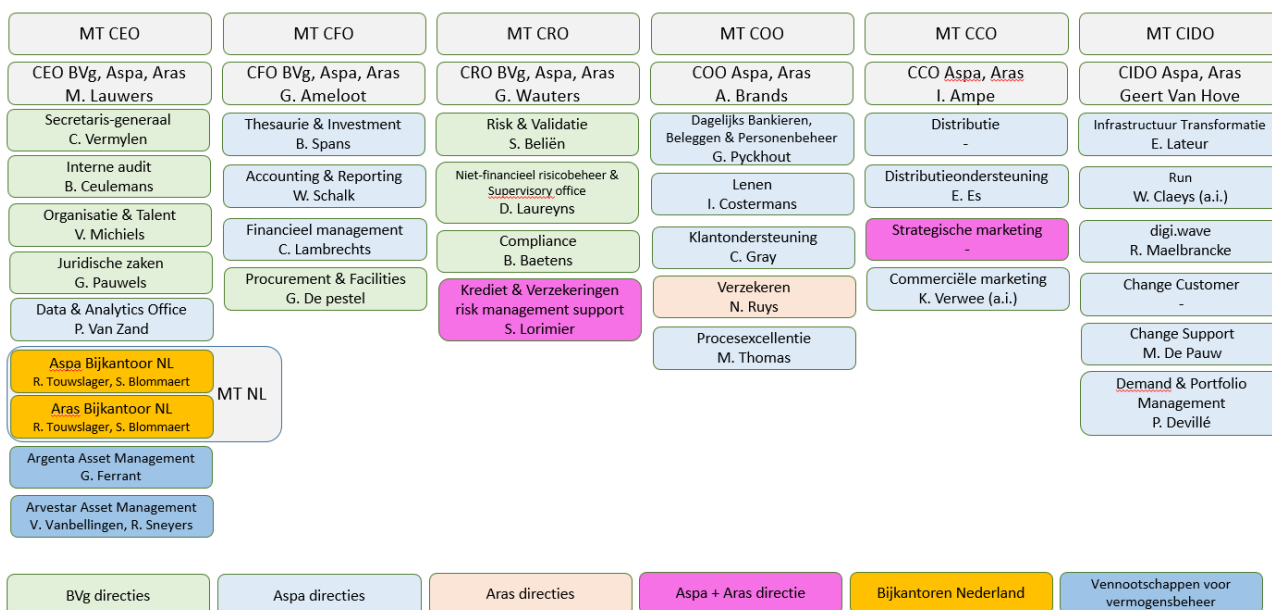 MT CEO
CEO BVg, Aspa, Aras
M. Lauwers
Secretaris-generaal
C. Vermylen
Interne audit
B. Ceulemans
Organisatie & Talent
V. Michiels
Juridische zaken
G. Pauwels
Data & Analytics Office
P. Van Zand
Aspa Bijkantoor NL
R. Touwslager, S. Blommaert
Aras Bijkantoor NL
R. Touwslager, S. Blommaert
MT NL
Argenta Asset Management
G. Ferrant
Arvestar Asset Management
V. Vanbellingen, R. Sneyers
MT CFO
CFO BVg, Aspa, Aras
G. Ameloot
Thesaurie & Investment
B. Spans
Accounting & Reporting
W. Schalk
Financieel management
C. Lambrechts
Procurement & Facilities
G. De pestel
MT CRO
CRO BVg, Aspa, Aras
G. Wauters
Risk & Validatie
S. Beliën
Niet-financieel risicobeheer &
Supervisory office
D. Laureyns
Compliance
B. Baetens
Krediet & Verzekeringen
risk management support
S. Lorimier
MT COO
COO Aspa, Aras
A. Brands
Dagelijks Bankieren,
Beleggen & Personenbeheer
G. Pyckhout
Lenen
I. Costermans
Klantondersteuning
C. Gray
Verzekeren
N. Ruys
Procesexcellentie
M. Thomas
MT CCO
CCO Aspa, Aras
I. Ampe
Distributie
-
Distributieondersteuning
E. Es
Strategische marketing
-
Commerciële marketing
K. Verwee (a.i.)
MT CIDO
CIDO Aspa, Aras
Geert Van Hove
Infrastructuur Transformatie
E. Lateur
Run
W. Claeys (a.i.)
digi.wave
R. Maelbrancke
Change Customer
-
Change Support
M. De Pauw
Demand & Portfolio
Management
P. Devillé
BVg directies
Aspa directies
Aras directies
Aspa + Aras directie
Bijkantoren Nederland
Vennootschappen voor
vermogensbeheer